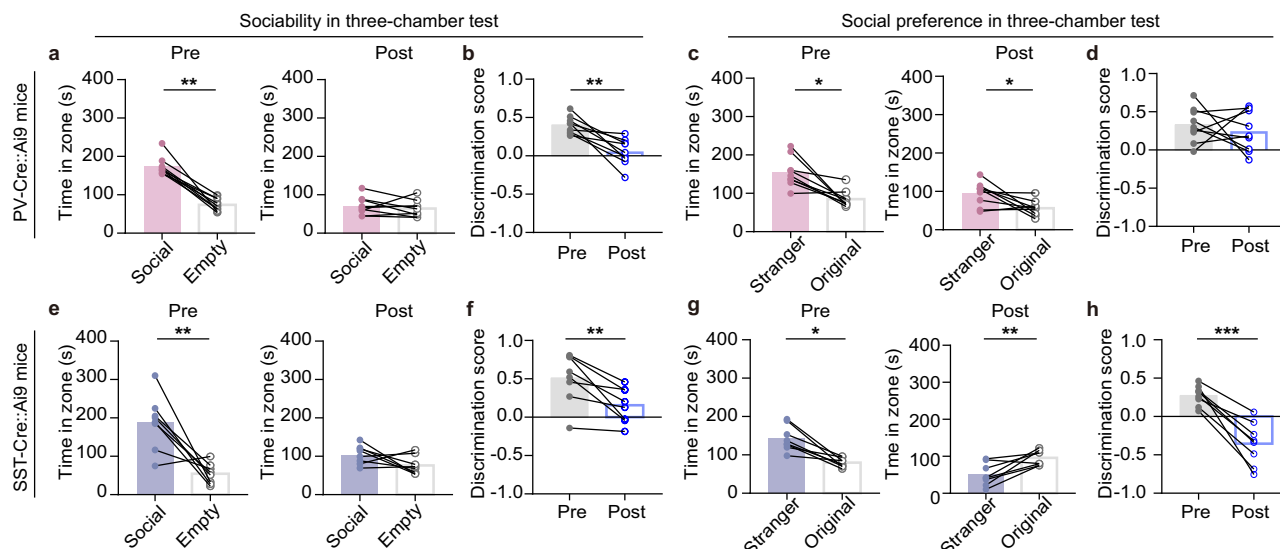 Sociability in three-chamber test
Social preference in three-chamber test
PV-Cre::Ai9 mice
a
Pre
Post
Time in zone (s)
400
300
200
100
0
**
Social
Empty
Time in zone (s)
400
300
200
100
0
Social
Empty
b
Discrimination score
1.0
0.5
0.0
-0.5
-1.0
**
Pre
Post
c
Pre
Post
Time in zone (s)
400
300
200
100
0
*
Stranger
Original
Time in zone (s)
400
300
200
100
0
*
Stranger
Original
d
Discrimination score
1.0
0.5
0.0
-0.5
-1.0
Pre
Post
SST-Cre::Ai9 mice
e
Pre
Post
Time in zone (s)
400
300
200
100
0
**
Social
Empty
Time in zone (s)
400
300
200
100
0
Social
Empty
f
Discrimination score
1.0
0.5
0.0
-0.5
-1.0
**
Pre
Post
g
Pre
Post
Time in zone (s)
400
300
200
100
0
*
Stranger
Original
Time in zone (s)
400
300
200
100
0
**
Stranger
Original
h
Discrimination score
1.0
0.5
0.0
-0.5
-1.0
***
Pre
Post